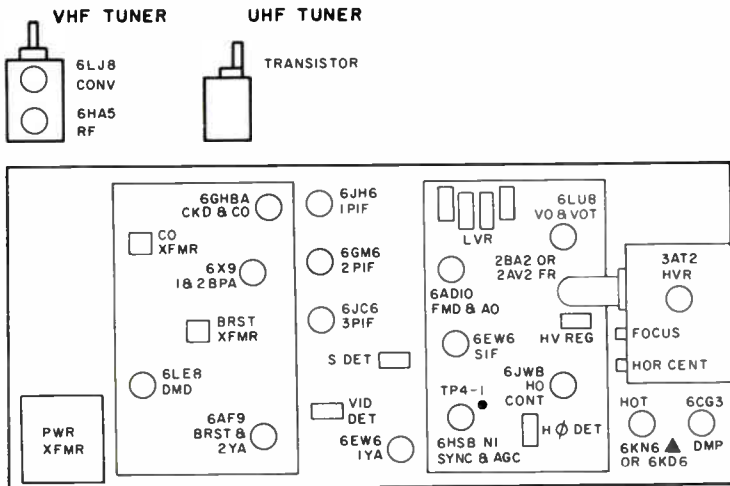 VHF TUNER
UHF TUNER
6LJ8
CONV
6HA5
RF
TRANSISTOR
6GH8A
CKD & CO
CO
XFMR
6X9
1 & 2 BPA
BRST
XFMR
6LE8
DMD
6AF9
BRST &
2YA
PWR
XFMR
6JH6
1PIF
6GM6
2PIF
6JC6
3PIF
S DET
VID
DET
6EW6
1YA
LVR
6LU8
VO & VOT
2BA2 OR
2AV2 FR
6AD10
FMD & AO
6EW6
SIF
HV REG
6JW8
HO
CONT
TP4-1
6HS8 NI
SYNC & AGC
H Ø DET
3AT2
HVR
FOCUS
HOR CENT
HOT
6KN6
OR 6KD6
6CG3
DMP